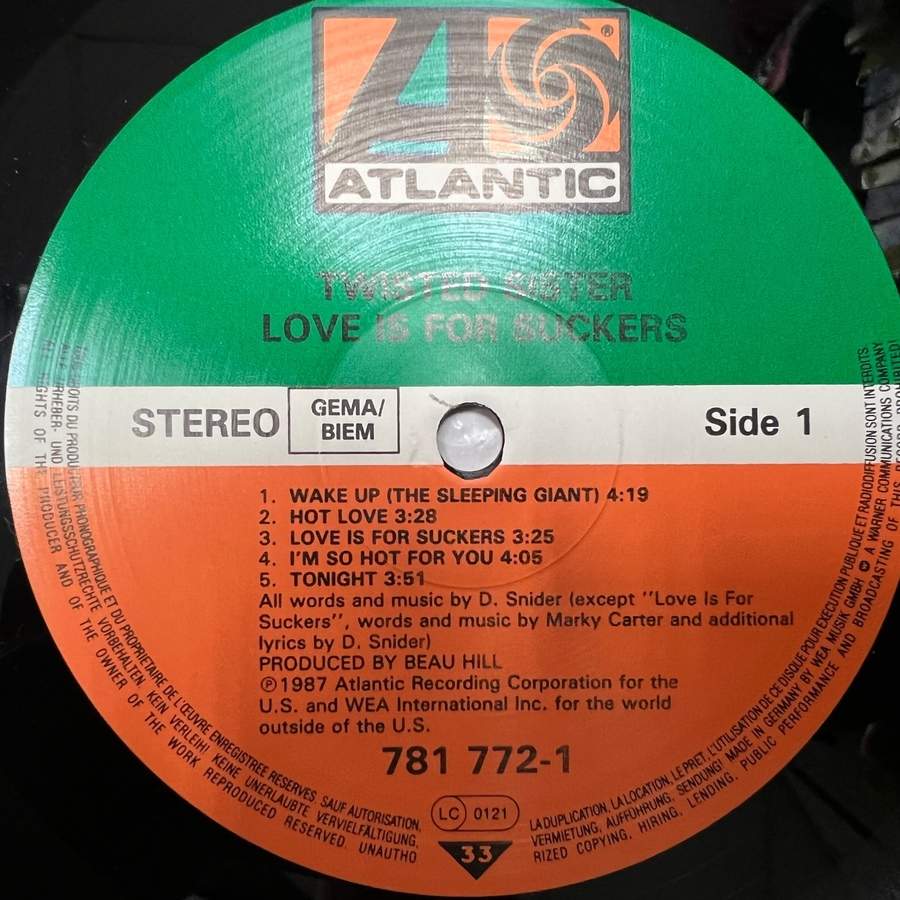 ATLANTIC
®
TWISTED SISTER
LOVE IS FOR SUCKERS
STEREO
GEMA/
BIEM
Side 1
1. WAKE UP (THE SLEEPING GIANT) 4:19
2. HOT LOVE 3:28
3. LOVE IS FOR SUCKERS 3:25
4. I'M SO HOT FOR YOU 4:05
5. TONIGHT 3:51
All words and music by D. Snider (except "Love Is For
Suckers", words and music by Marky Carter and additional
lyrics by D. Snider)
PRODUCED BY BEAU HILL
℗1987 Atlantic Recording Corporation for the
U.S. and WEA International Inc. for the world
outside of the U.S.
781 772-1
LC 0121
33
DROITS DU PRODUCTEUR PHONOGRAPHIQUE ET DU PROPRIETAIRE DE L'ŒUVRE ENREGISTREE RESERVES. SAUF AUTORISATION,
LA DUPLICATION, LA LOCATION, LE PRET, L'UTILISATION DE CE DISQUE POUR EXECUTION PUBLIQUE ET RADIODIFFUSION SONT INTERDITS.
URHEBER- UND LEISTUNGSSCHUTZRECHTE VORBEHALTEN. KEIN VERLEIH! KEINE UNERLAUBTE VERVIELFÄLTIGUNG,
VERMIETUNG, AUFFÜHRUNG, SENDUNG! MADE IN GERMANY BY WEA MUSIK GMBH A WARNER COMMUNICATIONS COMPANY
ALL RIGHTS OF THE PRODUCER AND OF THE OWNER OF THE WORK REPRODUCED RESERVED. UNAUTHO
RIZED COPYING, HIRING, LENDING, PUBLIC PERFORMANCE AND BROADCASTING OF THIS RECORD PROHIBITED!